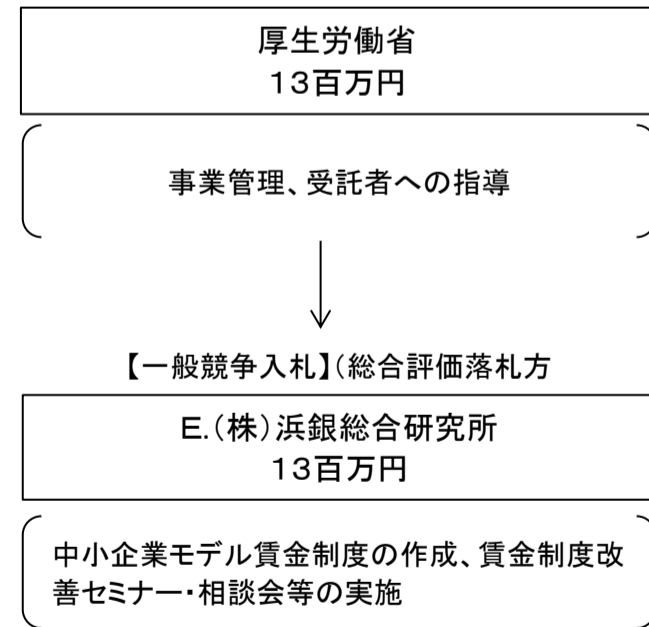 厚生労働省
13百万円
事業管理、受託者への指導
【一般競争入札】(総合評価落札方
E.(株)浜銀総合研究所
13百万円
中小企業モデル賃金制度の作成、賃金制度改
善セミナー・相談会等の実施